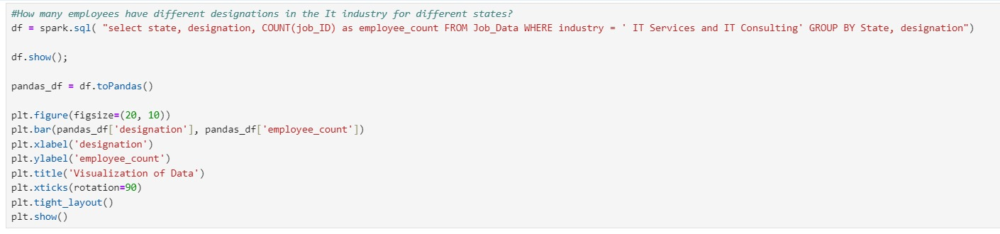 #How many employees have different designations in the It industry for different states?
df = spark.sql( "select state, designation, COUNT(job_ID) as employee_count FROM Job_Data WHERE industry = ' IT Services and IT Consulting' GROUP BY State, designation")
df.show();
pandas_df = df.toPandas()
plt.figure(figsize=(20, 10))
plt.bar(pandas_df['designation'], pandas_df['employee_count'])
plt.xlabel('designation')
plt.ylabel('employee_count')
plt.title('Visualization of Data')
plt.xticks(rotation=90)
plt.tight_layout()
plt.show()